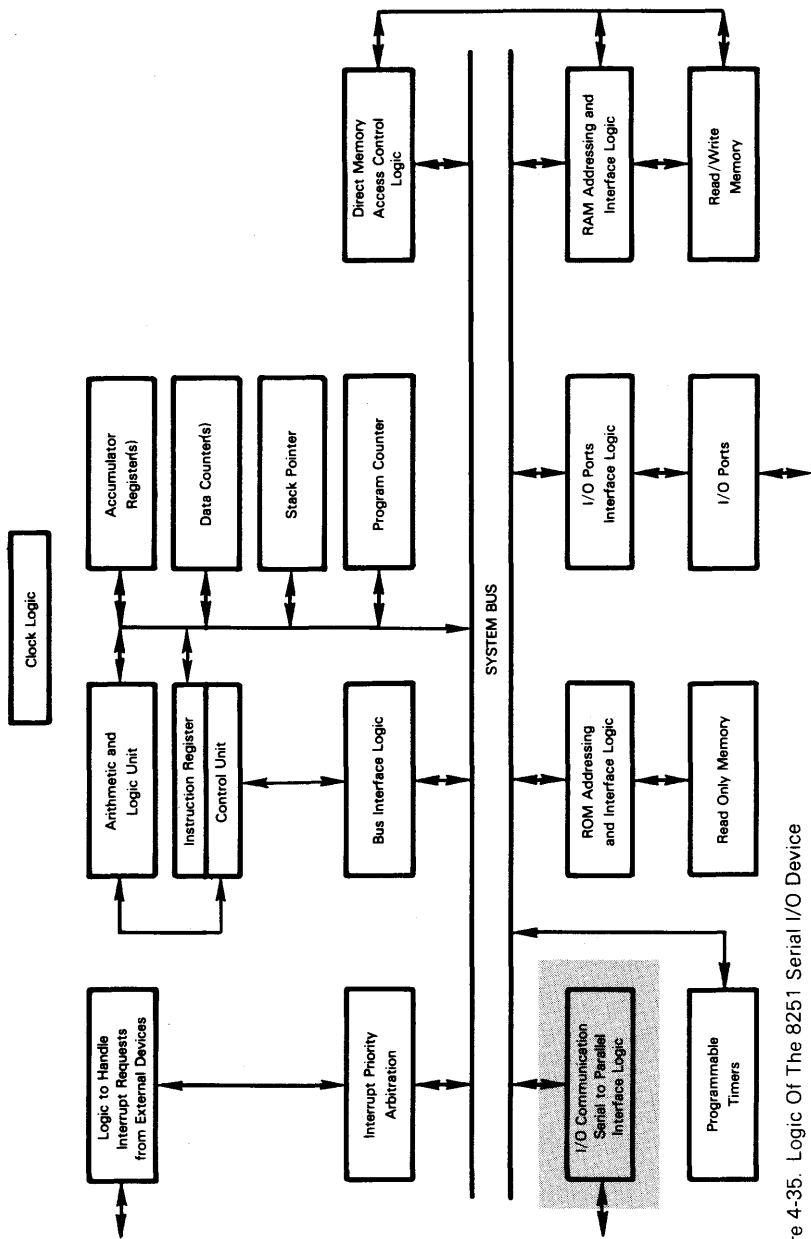 Clock Logic
Logic to Handle
Interrupt Requests
from External Devices
Arithmetic and
Logic Unit
Accumulator
Register(s)
Instruction Register
Control Unit
Data Counter(s)
Stack Pointer
Interrupt Priority
Arbitration
Bus Interface Logic
Program Counter
Direct Memory
Access Control
Logic
SYSTEM BUS
I/O Communication
Serial to Parallel
Interface Logic
ROM Addressing
and Interface Logic
I/O Ports
Interface Logic
RAM Addressing and
Interface Logic
Programmable
Timers
Read Only Memory
I/O Ports
Read/Write
Memory
re 4-35. Logic Of The 8251 Serial I/O Device